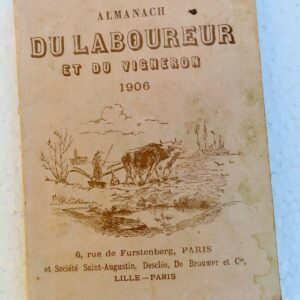 ALMANACH
DU LABOUREUR
ET DU VIGNERON
1906
6, rue de Furstenberg, PARIS
et Société Saint-Augustin, Desclée, De Brouwer et Cie,
LILLE — PARIS